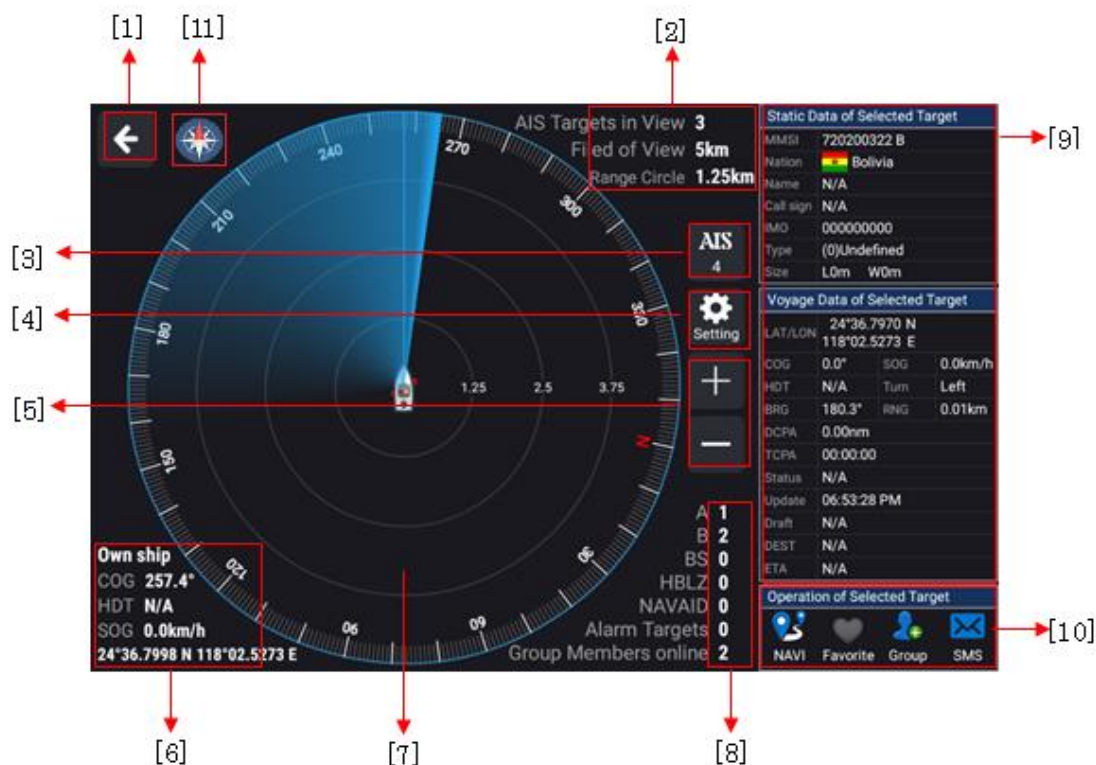 [1]
[11]
[2]
AIS Targets in View 3
Filed of View 5km
Range Circle 1.25km
[3]
AIS
4
[4]
Setting
[5]
+
−
240
270
210
300
180
330
1.25 2.5 3.75
150
N
120
30
90
60
Own ship
COG 257.4°
HDT N/A
SOG 0.0km/h
24°36.7998 N 118°02.5273 E
A 1
B 2
BS 0
HBLZ 0
NAVAID 0
Alarm Targets 0
Group Members online 2
[6]
[7]
[8]
Static Data of Selected Target
MMSI 720200322 B
Nation Bolivia
Name N/A
Call sign N/A
IMO 000000000
Type (0)Undefined
Size L0m W0m
[9]
Voyage Data of Selected Target
LAT/LON 24°36.7970 N
118°02.5273 E
COG 0.0° SOG 0.0km/h
HDT N/A Turn Left
BRG 180.3° RNG 0.01km
DCPA 0.00nm
TCPA 00:00:00
Status N/A
Update 06:53:28 PM
Draft N/A
DEST N/A
ETA N/A
Operation of Selected Target
NAVI Favorite Group SMS
[10]